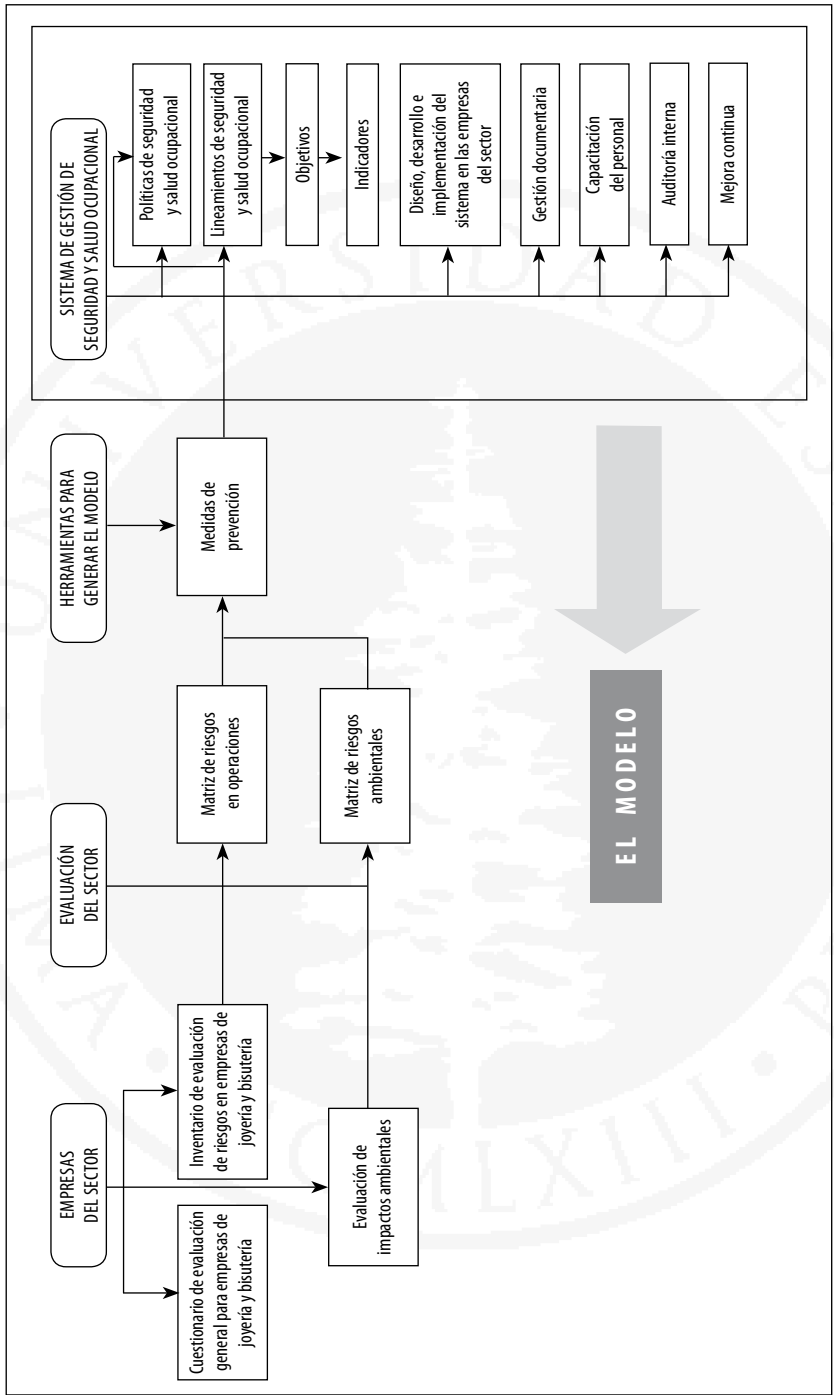 EMPRESAS
DEL SECTOR
Cuestionario de evaluación
general para empresas de
joyería y bisutería
Inventario de evaluación
de riesgos en empresas de
joyería y bisutería
Evaluación de
impactos ambientales
EVALUACIÓN
DEL SECTOR
Matriz de riesgos
en operaciones
Matriz de riesgos
ambientales
HERRAMIENTAS PARA
GENERAR EL MODELO
Medidas de
prevención
SISTEMA DE GESTIÓN DE
SEGURIDAD Y SALUD OCUPACIONAL
Políticas de seguridad
y salud ocupacional
Lineamientos de seguridad
y salud ocupacional
Objetivos
Indicadores
Diseño, desarrollo e
implementación del
sistema en las empresas
del sector
Gestión documentaria
Capacitación
del personal
Auditoría interna
Mejora continua
EL MODELO